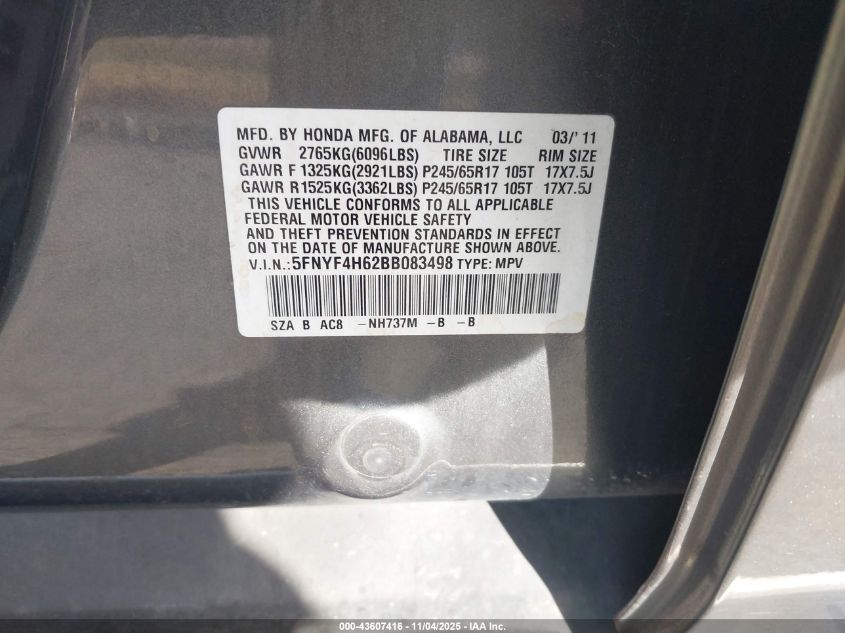 MFD. BY HONDA MFG. OF ALABAMA, LLC 03/'11
GVWR 2765KG(6096LBS) TIRE SIZE RIM SIZE
GAWR F 1325KG(2921LBS) P245/65R17 105T 17X7.5J
GAWR R1525KG(3362LBS) P245/65R17 105T 17X7.5J
THIS VEHICLE CONFORMS TO ALL APPLICABLE
FEDERAL MOTOR VEHICLE SAFETY
AND THEFT PREVENTION STANDARDS IN EFFECT
ON THE DATE OF MANUFACTURE SHOWN ABOVE.
V.I.N.:5FNYF4H62BB083498 TYPE: MPV
SZA B AC8 -NH737M -B -B
000-43607416 - 11/04/2025 - IAA Inc.